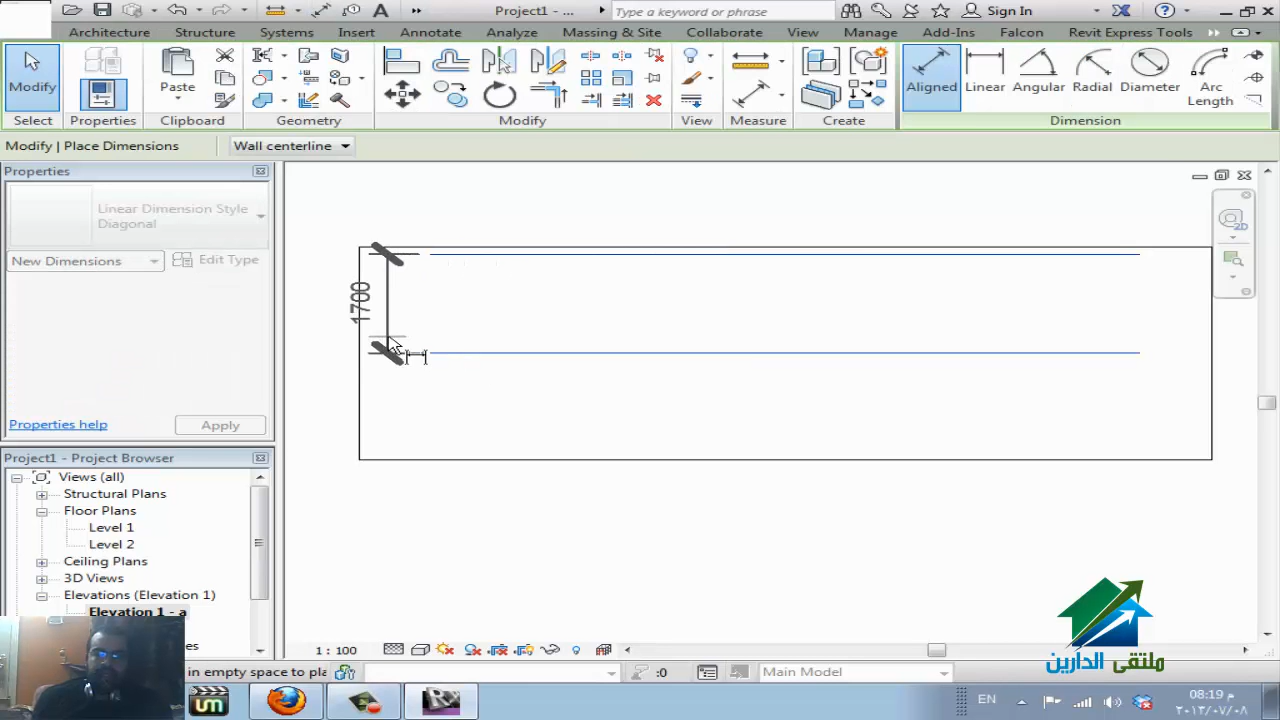 Project1 - ...
Type a keyword or phrase
Sign In
Architecture Structure Systems Insert Annotate Analyze Massing & Site Collaborate View Manage Add-Ins Falcon Revit Express Tools
Modify
Paste
Aligned Linear Angular Radial Diameter Arc Length
Select Properties Clipboard Geometry Modify View Measure Create Dimension
Modify | Place Dimensions
Wall centerline
Properties
Linear Dimension Style
Diagonal
New Dimensions
Edit Type
1700
2D
Properties help
Apply
Project1 - Project Browser
Views (all)
Structural Plans
Floor Plans
Level 1
Level 2
Ceiling Plans
3D Views
Elevations (Elevation 1)
Elevation 1 - a
1 : 100
in empty space to pla
:0
Main Model
ملتقى الدارين
EN
08:19 م
٢٠١٣/٠٧/٠٨